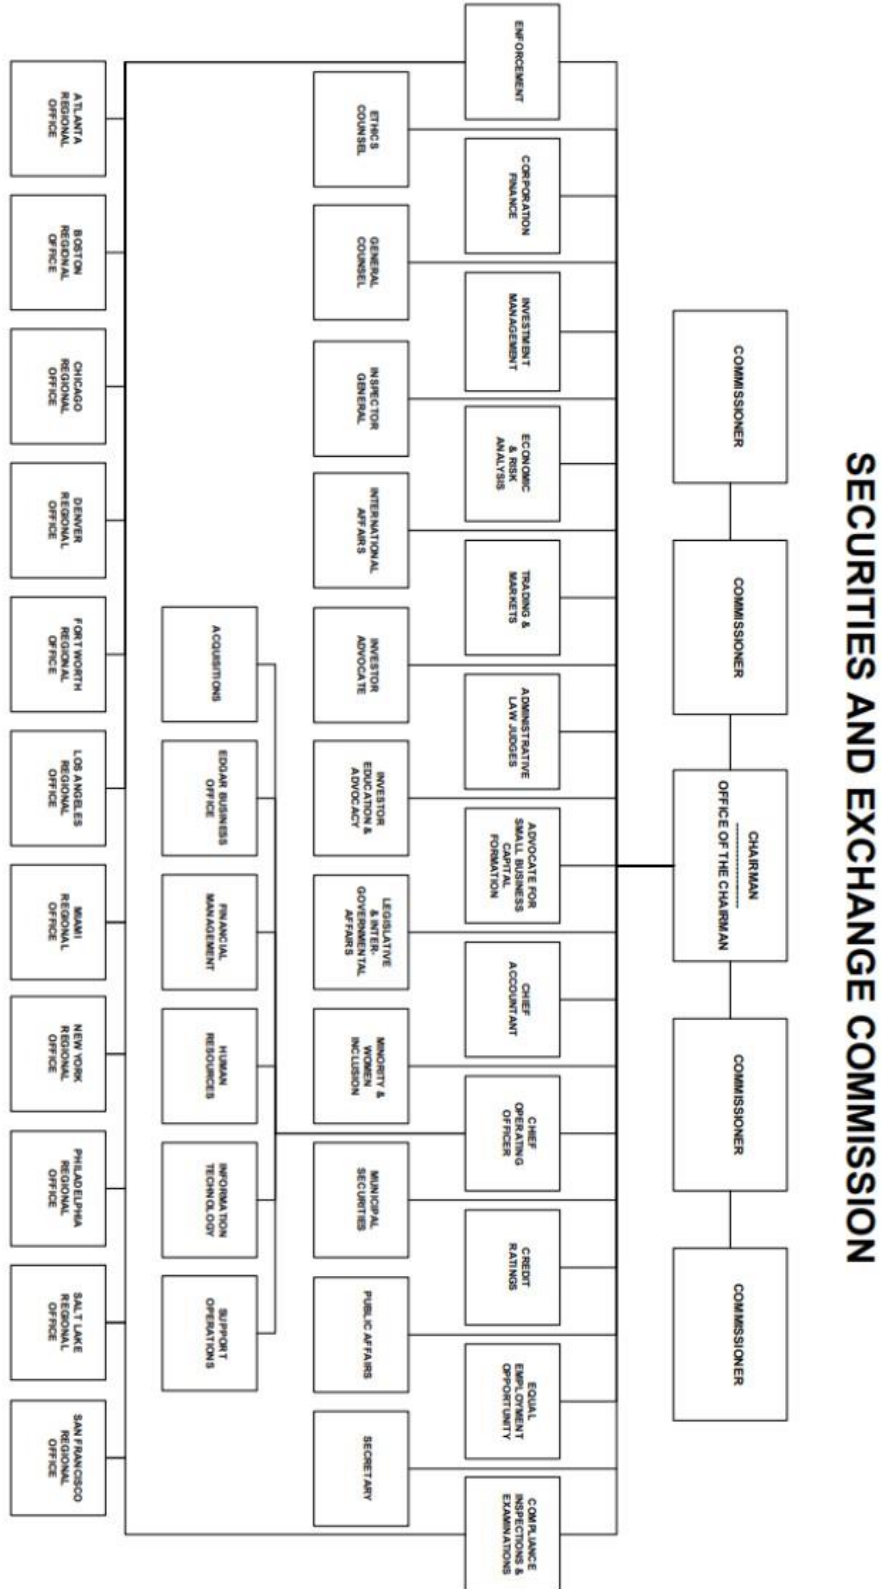 SECURITIES AND EXCHANGE COMMISSION
COMMISSIONER
COMMISSIONER
CHAIRMAN
OFFICE OF THE CHAIRMAN
COMMISSIONER
COMMISSIONER
ENFORCEMENT
CORPORATION
FINANCE
INVESTMENT
MANAGEMENT
ECONOMIC
& RISK
ANALYSIS
TRADING &
MARKETS
ADMINISTRATIVE
LAW JUDGES
ADVOCATE FOR
SMALL BUSINESS
CAPITAL
FORMATION
CHIEF
ACCOUNTANT
CHIEF
OPERATING
OFFICER
CREDIT
RATINGS
EQUAL
EMPLOYMENT
OPPORTUNITY
COMPLIANCE
INSPECTIONS &
EXAMINATIONS
ETHICS
COUNSEL
GENERAL
COUNSEL
INSPECTOR
GENERAL
INTERNATIONAL
AFFAIRS
INVESTOR
ADVOCATE
INVESTOR
EDUCATION &
ADVOCACY
LEGISLATIVE
& INTER-
GOVERNMENTAL
AFFAIRS
MINORITY &
WOMEN
INCLUSION
MUNICIPAL
SECURITIES
PUBLIC AFFAIRS
SECRETARY
ACQUISITIONS
EDGAR BUSINESS
OFFICE
FINANCIAL
MANAGEMENT
HUMAN
RESOURCES
INFORMATION
TECHNOLOGY
SUPPORT
OPERATIONS
ATLANTA
REGIONAL
OFFICE
BOSTON
REGIONAL
OFFICE
CHICAGO
REGIONAL
OFFICE
DENVER
REGIONAL
OFFICE
FORT WORTH
REGIONAL
OFFICE
LOS ANGELES
REGIONAL
OFFICE
MIAMI
REGIONAL
OFFICE
NEW YORK
REGIONAL
OFFICE
PHILADELPHIA
REGIONAL
OFFICE
SALT LAKE
REGIONAL
OFFICE
SAN FRANCISCO
REGIONAL
OFFICE